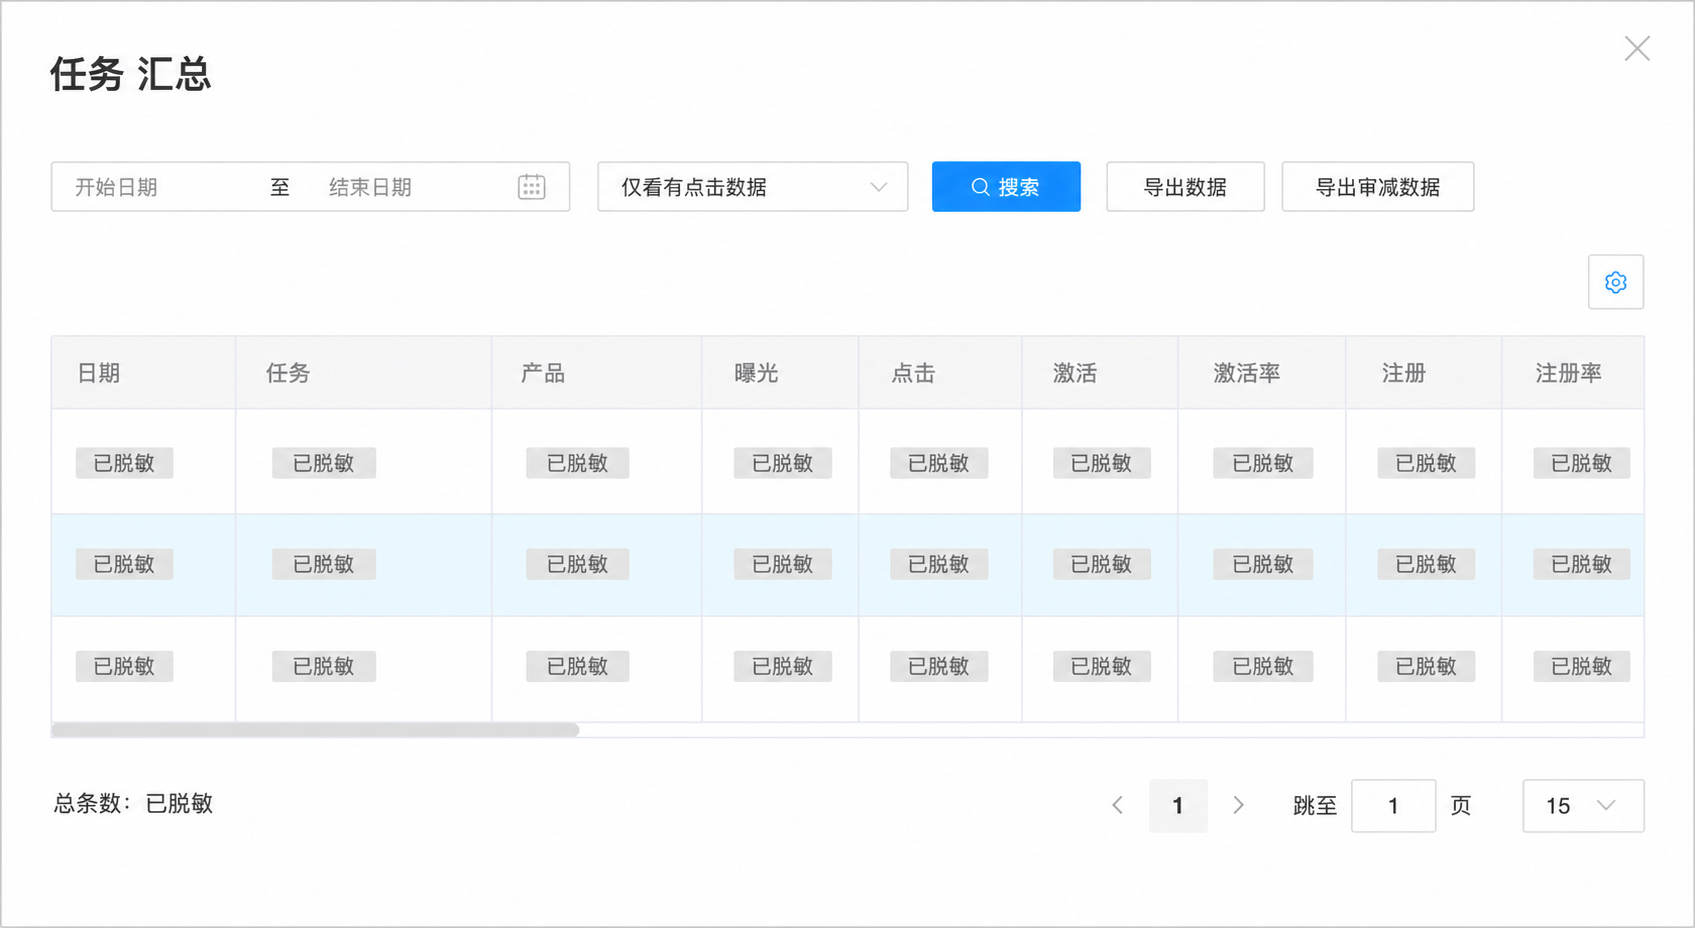 任务 汇总
开始日期 至 结束日期 仅看有点击数据 搜索 导出数据 导出审减数据
日期 任务 产品 曝光 点击 激活 激活率 注册 注册率
已脱敏 已脱敏 已脱敏 已脱敏 已脱敏 已脱敏 已脱敏 已脱敏 已脱敏
已脱敏 已脱敏 已脱敏 已脱敏 已脱敏 已脱敏 已脱敏 已脱敏 已脱敏
已脱敏 已脱敏 已脱敏 已脱敏 已脱敏 已脱敏 已脱敏 已脱敏 已脱敏
总条数：已脱敏 1 跳至 1 页 15